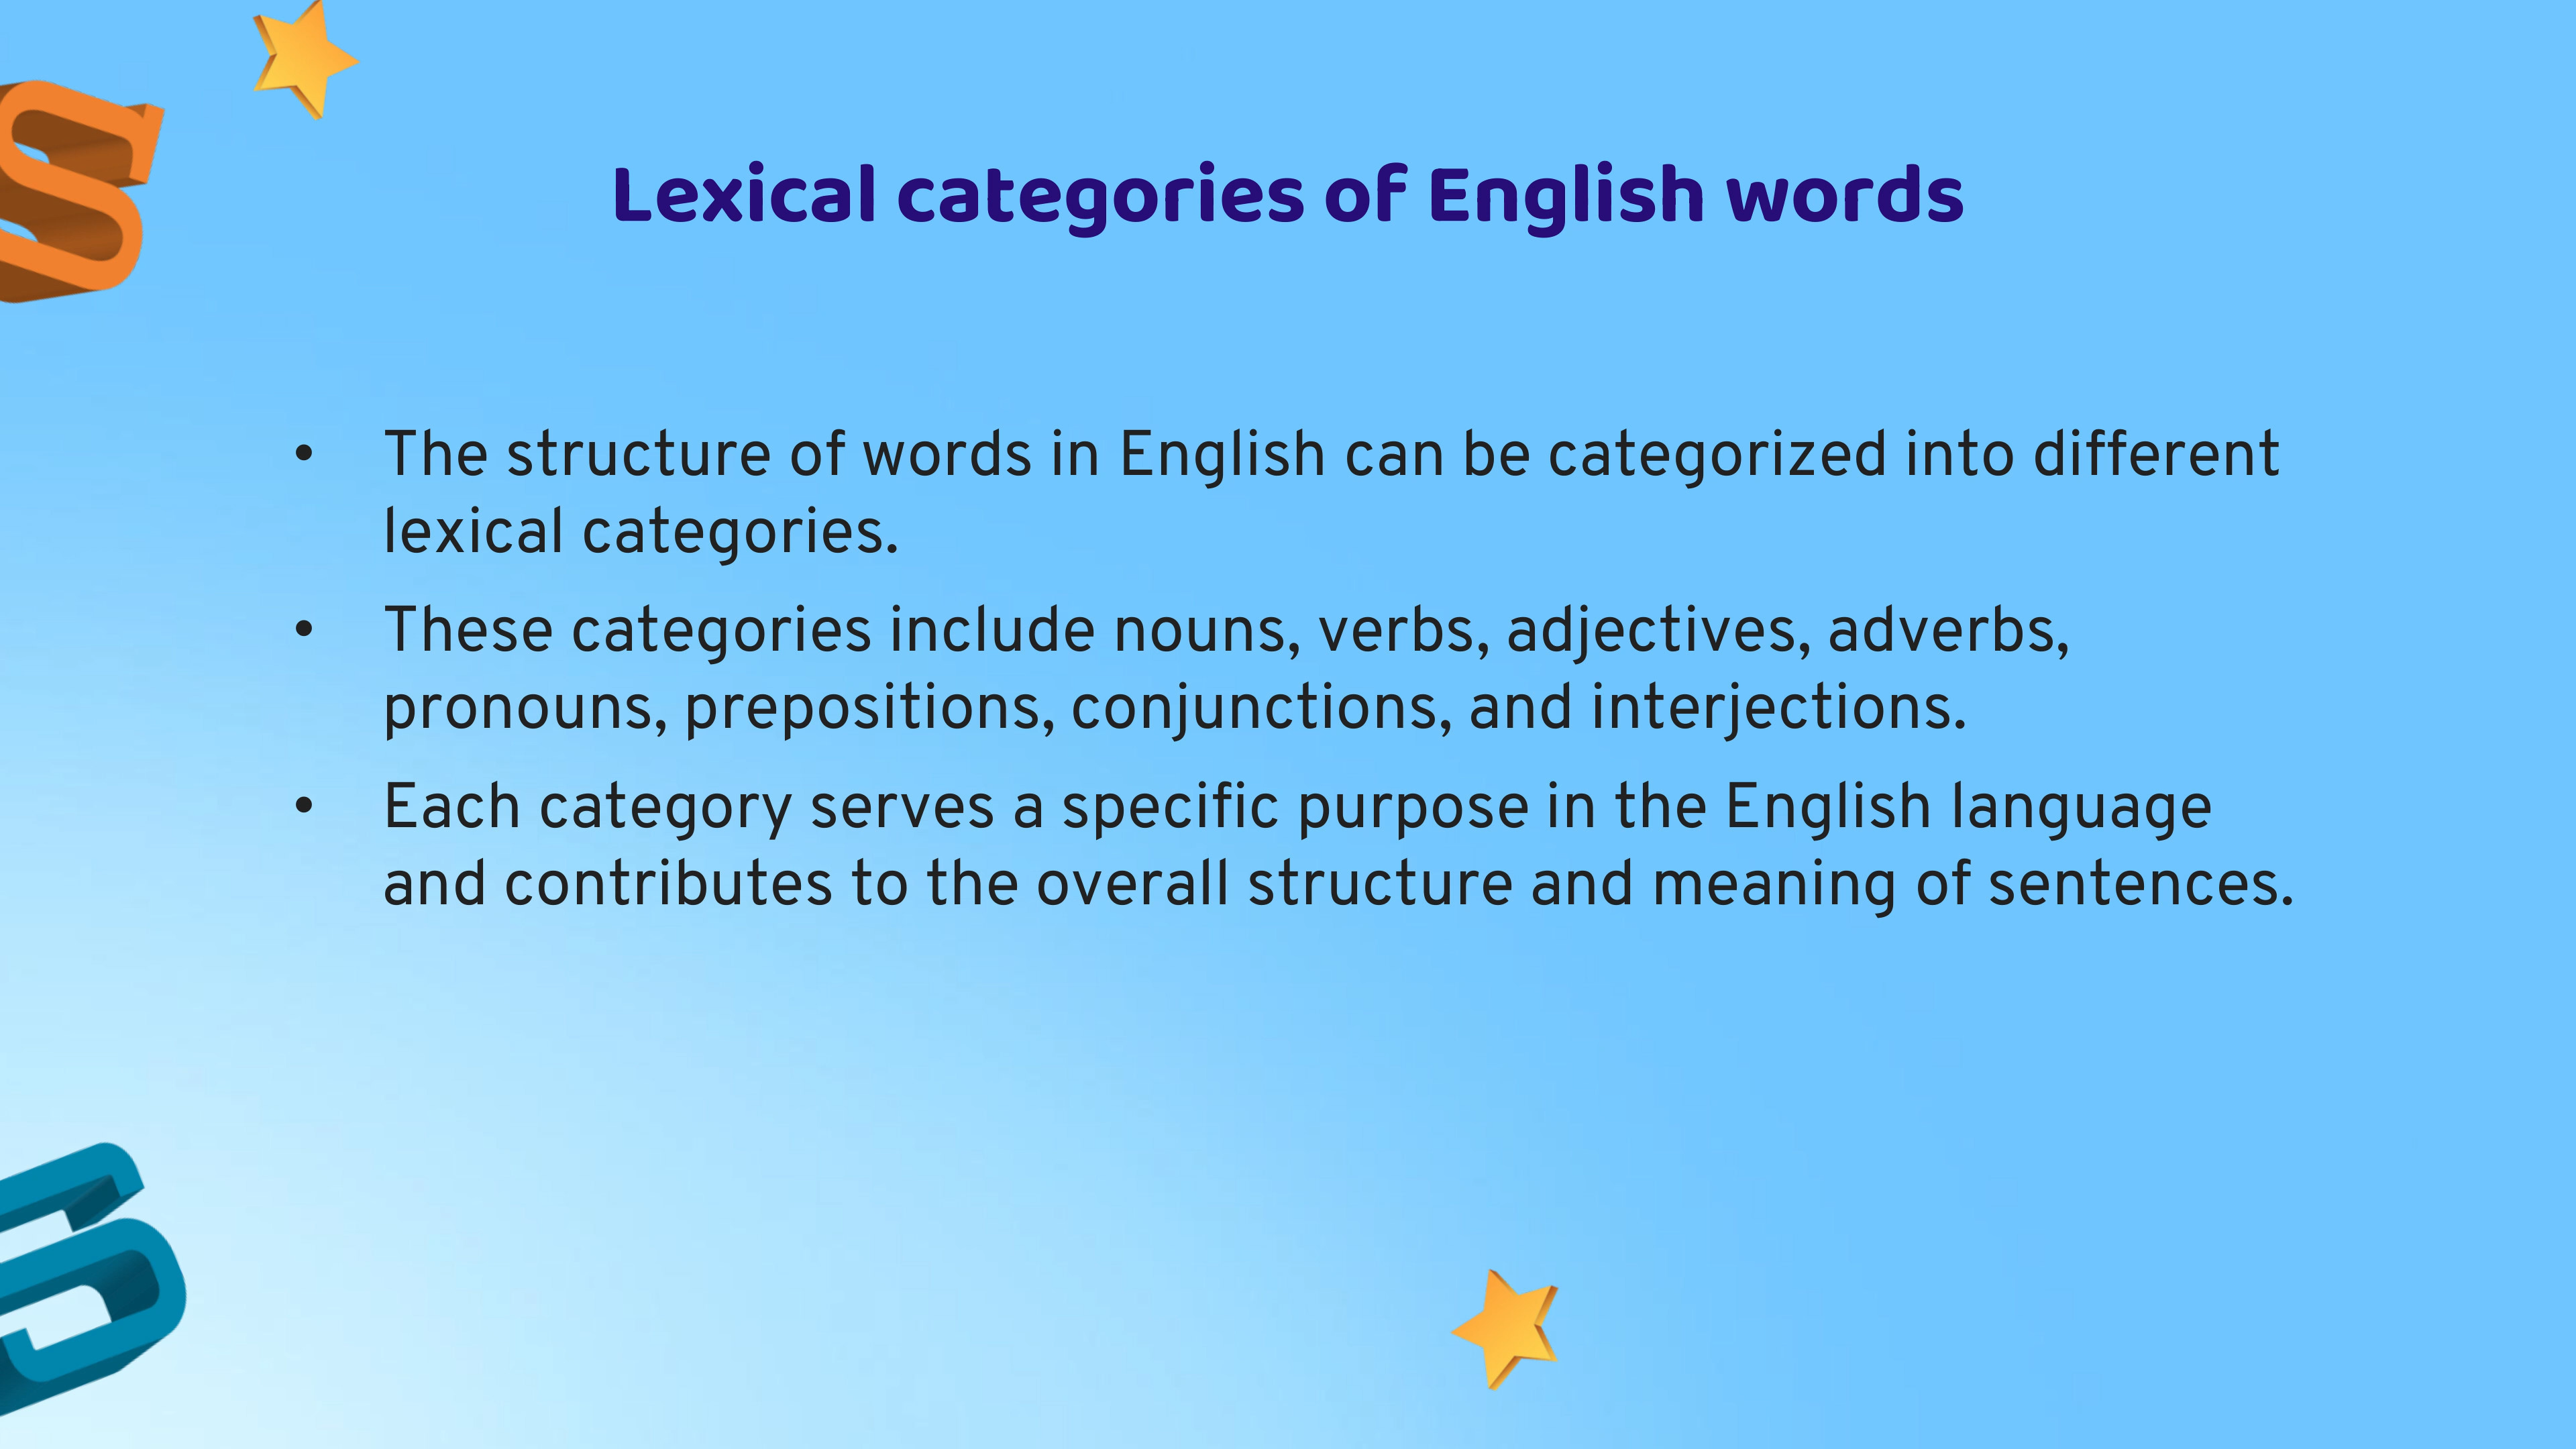 Lexical categories of English words
• The structure of words in English can be categorized into different
lexical categories.
• These categories include nouns, verbs, adjectives, adverbs,
pronouns, prepositions, conjunctions, and interjections.
• Each category serves a specific purpose in the English language
and contributes to the overall structure and meaning of sentences.